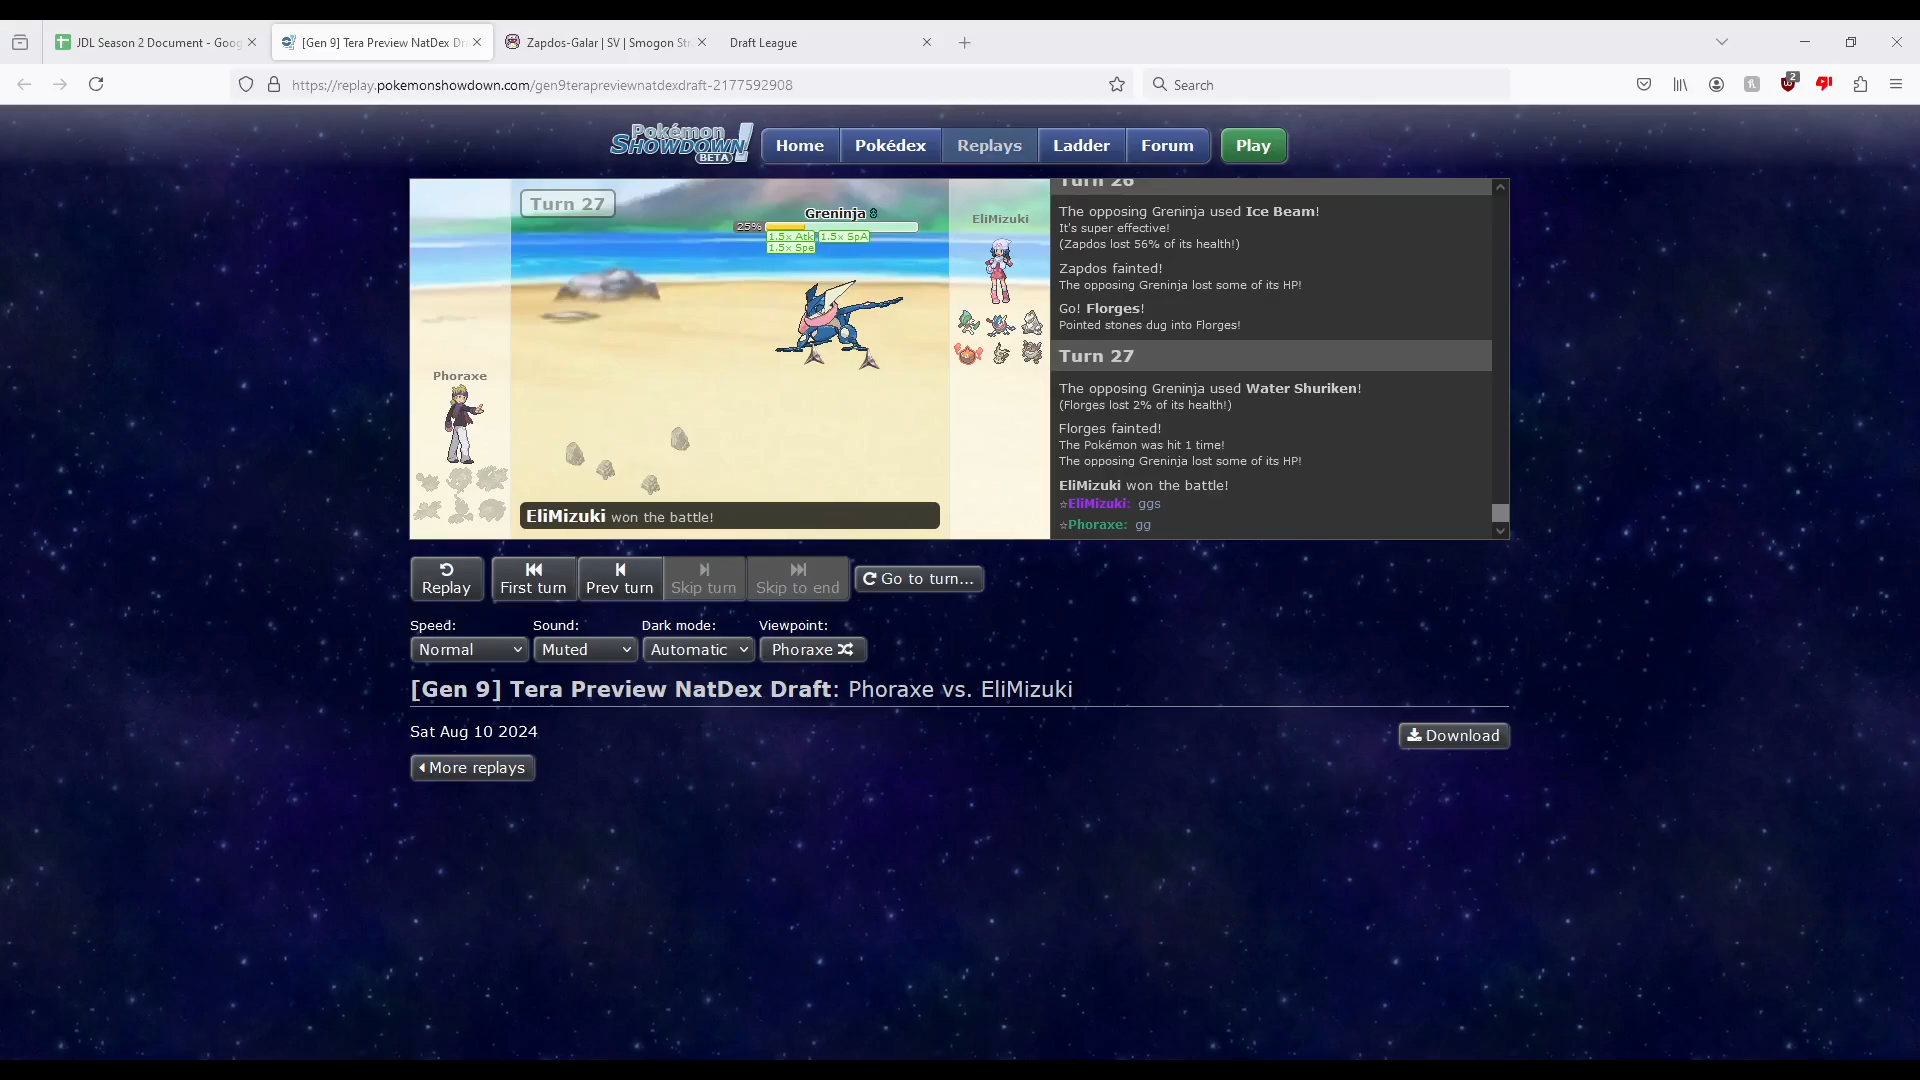 JDL Season 2 Document - Goog
[Gen 9] Tera Preview NatDex Dr
Zapdos-Galar | SV | Smogon Str
Draft League
https://replay.pokemonshowdown.com/gen9terapreviewnatdexdraft-2177592908
Search
2
Pokémon
SHOWDOWN!
BETA
Home
Pokédex
Replays
Ladder
Forum
Play
Turn 27
Greninja
25%
1.5x Atk
1.5x SpA
1.5x Spe
Phoraxe
EliMizuki
EliMizuki won the battle!
Turn 26
The opposing Greninja used Ice Beam!
It's super effective!
(Zapdos lost 56% of its health!)
Zapdos fainted!
The opposing Greninja lost some of its HP!
Go! Florges!
Pointed stones dug into Florges!
Turn 27
The opposing Greninja used Water Shuriken!
(Florges lost 2% of its health!)
Florges fainted!
The Pokémon was hit 1 time!
The opposing Greninja lost some of its HP!
EliMizuki won the battle!
☆EliMizuki: ggs
☆Phoraxe: gg
Replay
First turn
Prev turn
Skip turn
Skip to end
Go to turn...
Speed:
Sound:
Dark mode:
Viewpoint:
Normal
Muted
Automatic
Phoraxe
[Gen 9] Tera Preview NatDex Draft: Phoraxe vs. EliMizuki
Sat Aug 10 2024
Download
More replays